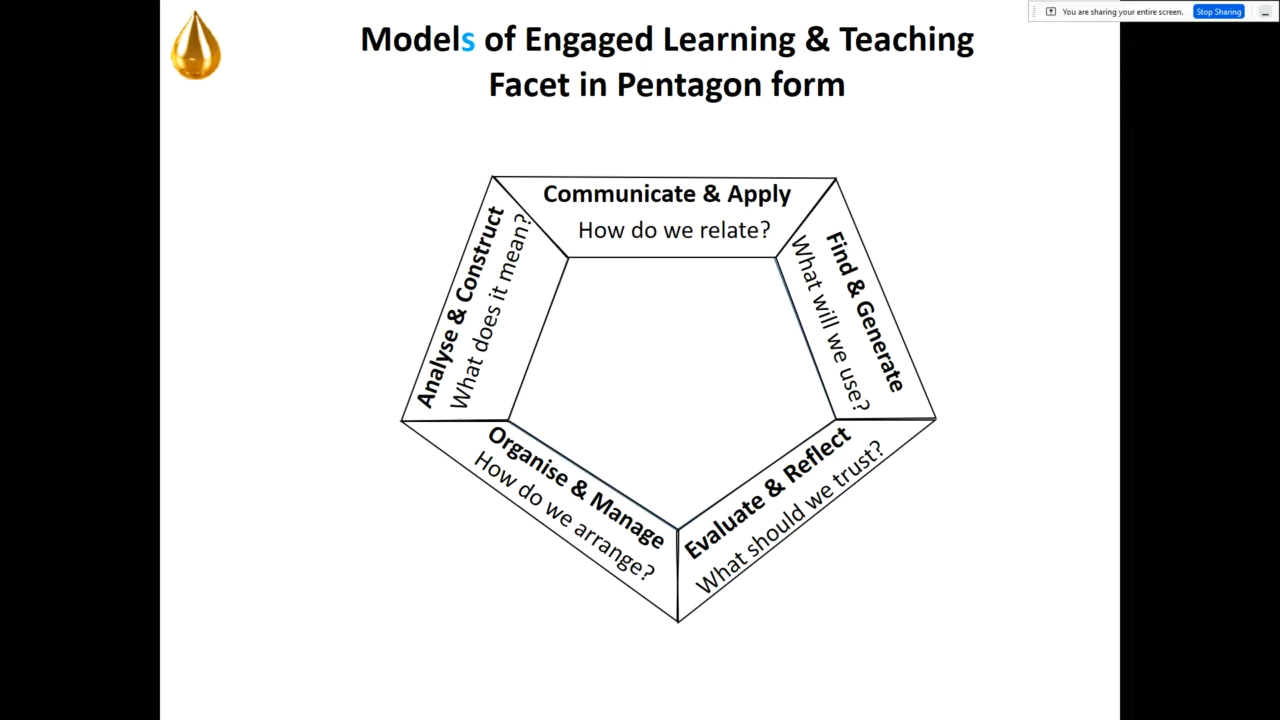 You are sharing your entire screen.
Stop Sharing
Models of Engaged Learning & Teaching
Facet in Pentagon form
Communicate & Apply
How do we relate?
Find & Generate
What will we use?
Evaluate & Reflect
What should we trust?
Organise & Manage
How do we arrange?
Analyse & Construct
What does it mean?